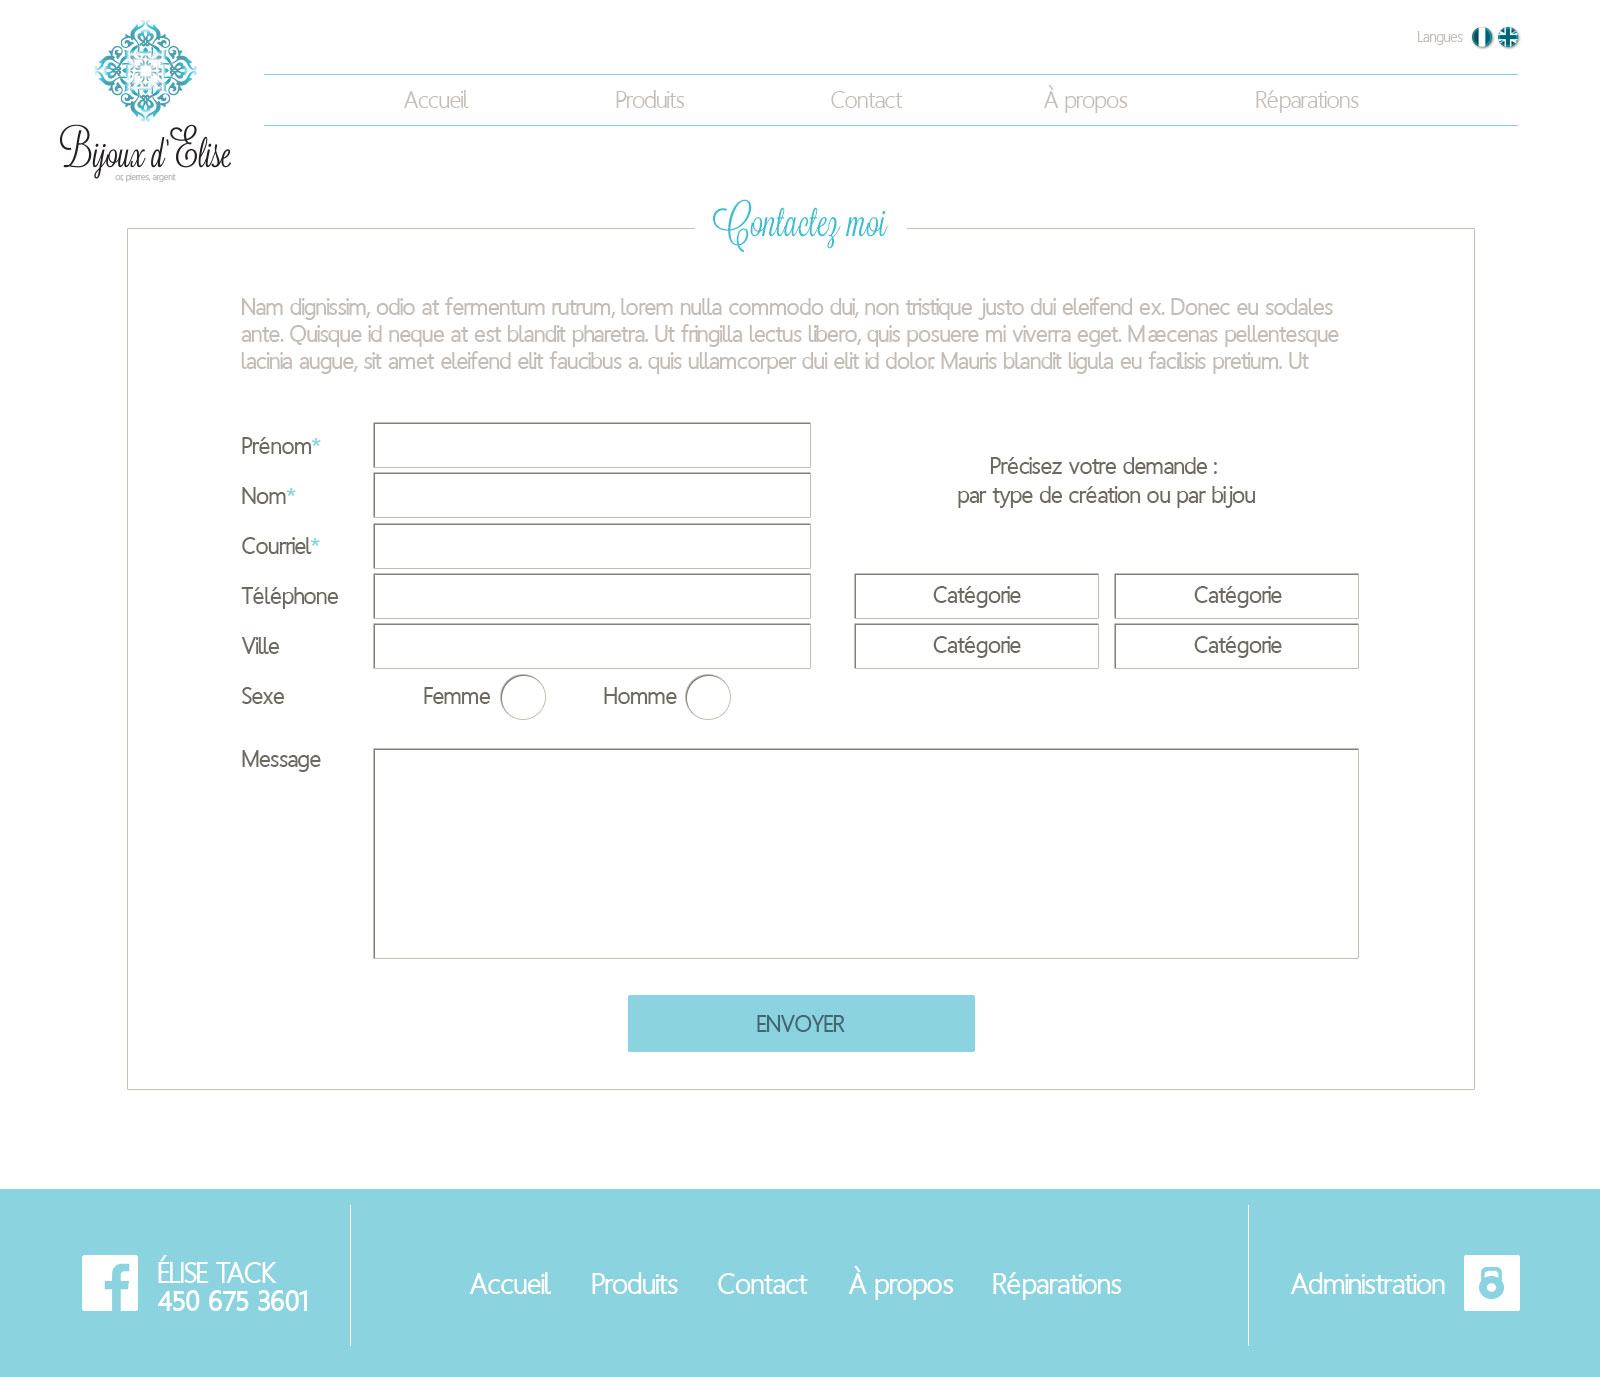 Langues
Accueil Produits Contact À propos Réparations
Bijoux d'Elise
or, pierres, argent
Contactez moi
Nam dignissim, odio at fermentum rutrum, lorem nulla commodo dui, non tristique justo dui eleifend ex. Donec eu sodales
ante. Quisque id neque at est blandit pharetra. Ut fringilla lectus libero, quis posuere mi viverra eget. Mæcenas pellentesque
lacinia augue, sit amet eleifend elit faucibus a. quis ullamcorper dui elit id dolor. Mauris blandit ligula eu facilisis pretium. Ut
Prénom*
Nom*
Courriel*
Téléphone
Ville
Sexe Femme Homme
Précisez votre demande :
par type de création ou par bijou
Catégorie Catégorie
Catégorie Catégorie
Message
ENVOYER
ÉLISE TACK
450 675 3601
Accueil Produits Contact À propos Réparations
Administration